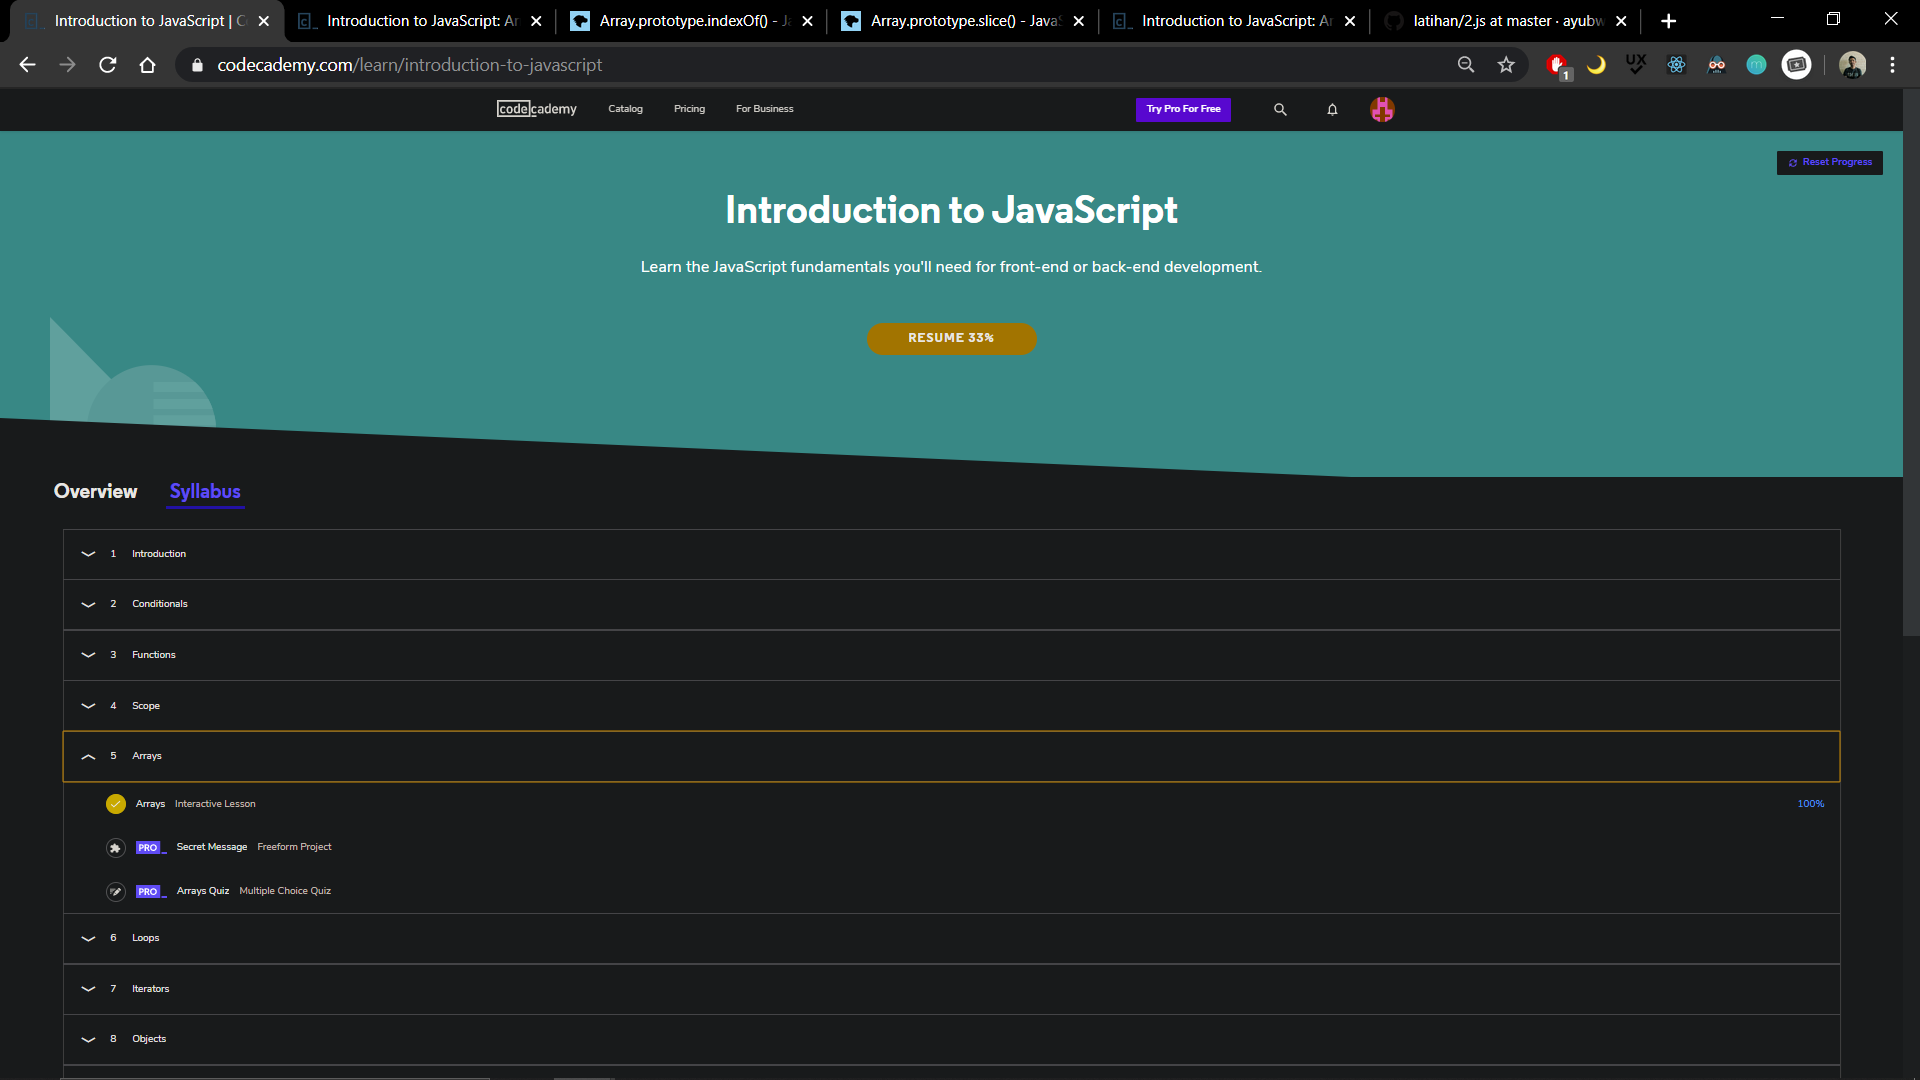 Introduction to JavaScript | C
Introduction to JavaScript: Ar
Array.prototype.indexOf() - Ja
Array.prototype.slice() - JavaS
Introduction to JavaScript: Ar
latihan/2.js at master · ayubw
codecademy.com/learn/introduction-to-javascript
UX
1
m
codecademy
Catalog
Pricing
For Business
Try Pro For Free
Reset Progress
Introduction to JavaScript
Learn the JavaScript fundamentals you'll need for front-end or back-end development.
RESUME 33%
Overview
Syllabus
1 Introduction
2 Conditionals
3 Functions
4 Scope
5 Arrays
Arrays Interactive Lesson 100%
PRO Secret Message Freeform Project
PRO Arrays Quiz Multiple Choice Quiz
6 Loops
7 Iterators
8 Objects